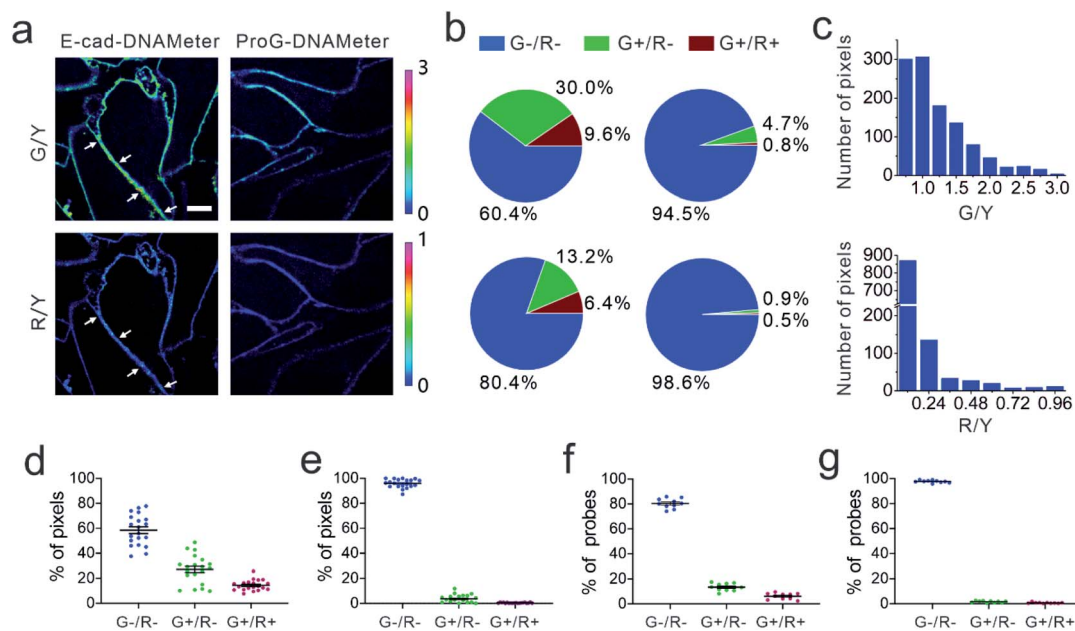 a
E-cad-DNAMeter ProG-DNAMeter
G/Y
R/Y
3
0
1
0
b
G-/R- G+/R- G+/R+
30.0%
9.6%
60.4%
4.7%
0.8%
94.5%
13.2%
6.4%
80.4%
0.9%
0.5%
98.6%
c
Number of pixels
300
200
100
0
1.0 1.5 2.0 2.5 3.0
G/Y
Number of pixels
900
800
700
200
100
0
0.24 0.48 0.72 0.96
R/Y
d
% of pixels
100
80
60
40
20
0
G-/R- G+/R- G+/R+
e
% of pixels
100
80
60
40
20
0
G-/R- G+/R- G+/R+
f
% of probes
100
80
60
40
20
0
G-/R- G+/R- G+/R+
g
% of probes
100
80
60
40
20
0
G-/R- G+/R- G+/R+